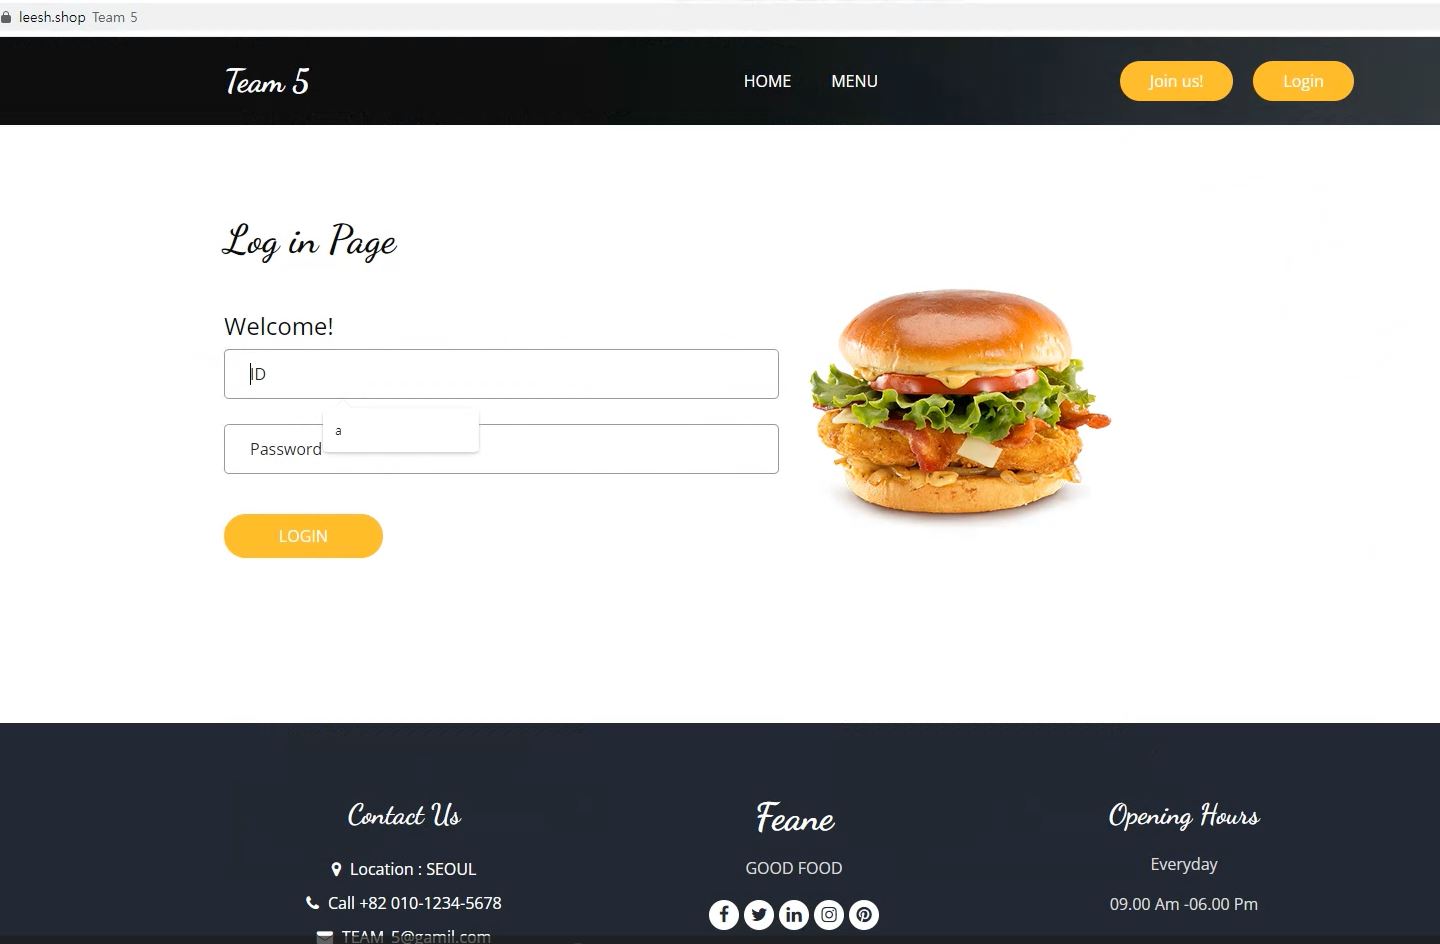 leesh.shop Team 5
Team 5
HOME MENU
Join us! Login
Log in Page
Welcome!
ID
a
Password
LOGIN
Contact Us
Location : SEOUL
Call +82 010-1234-5678
TEAM_5@gamil.com
Feane
GOOD FOOD
Opening Hours
Everyday
09.00 Am -06.00 Pm